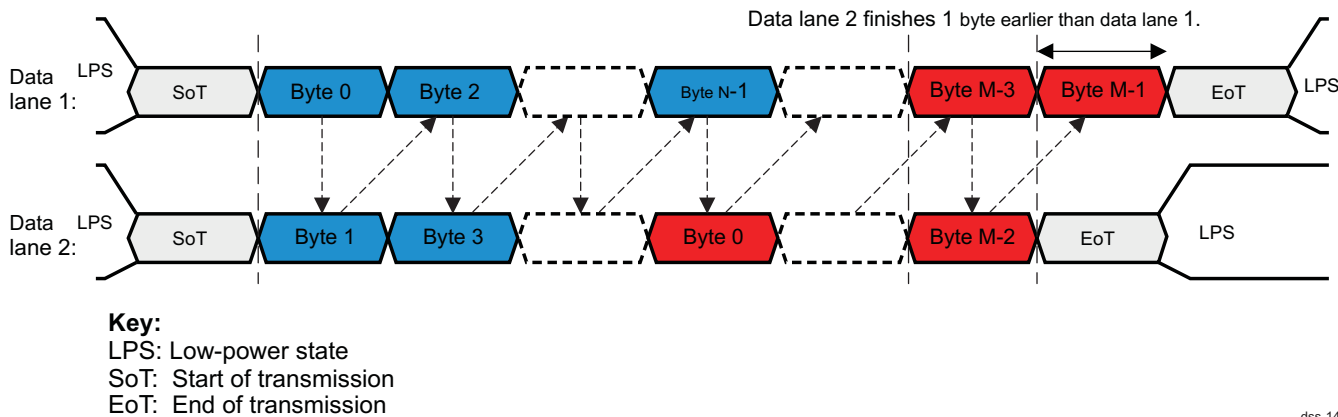 Data lane 2 finishes 1 byte earlier than data lane 1.
Data lane 1:
LPS
SoT
Byte 0
Byte 2
Byte N-1
Byte M-3
Byte M-1
EoT
LPS
Data lane 2:
LPS
SoT
Byte 1
Byte 3
Byte 0
Byte M-2
EoT
LPS
Key:
LPS: Low-power state
SoT: Start of transmission
EoT: End of transmission